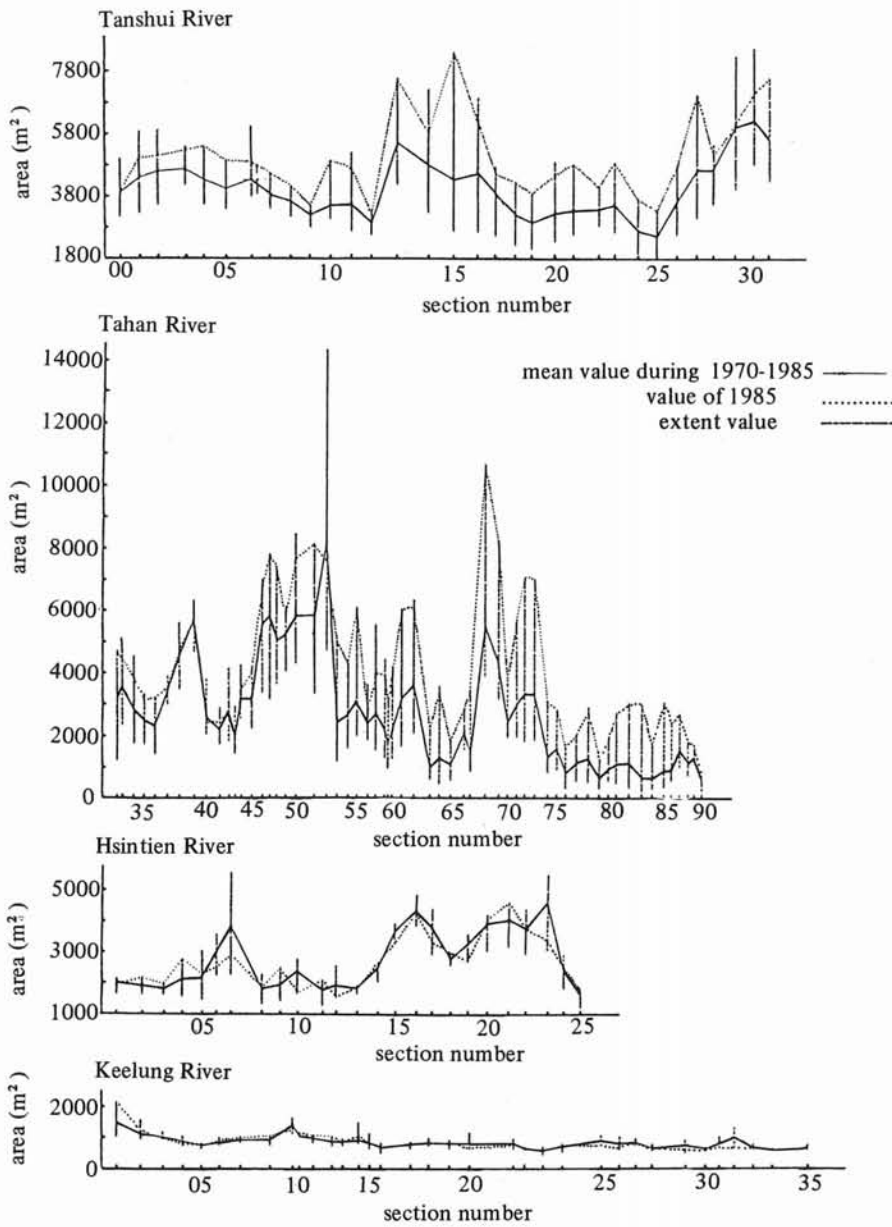 Tanshui River
area (m²)
7800
5800
3800
1800
00 05 10 15 20 25 30
section number
Tahan River
mean value during 1970-1985
value of 1985
extent value
area (m²)
14000
12000
10000
8000
6000
4000
2000
0
35 40 45 50 55 60 65 70 75 80 85 90
section number
Hsintien River
area (m²)
5000
3000
1000
05 10 15 20 25
section number
Keelung River
area (m²)
2000
0
05 10 15 20 25 30 35
section number